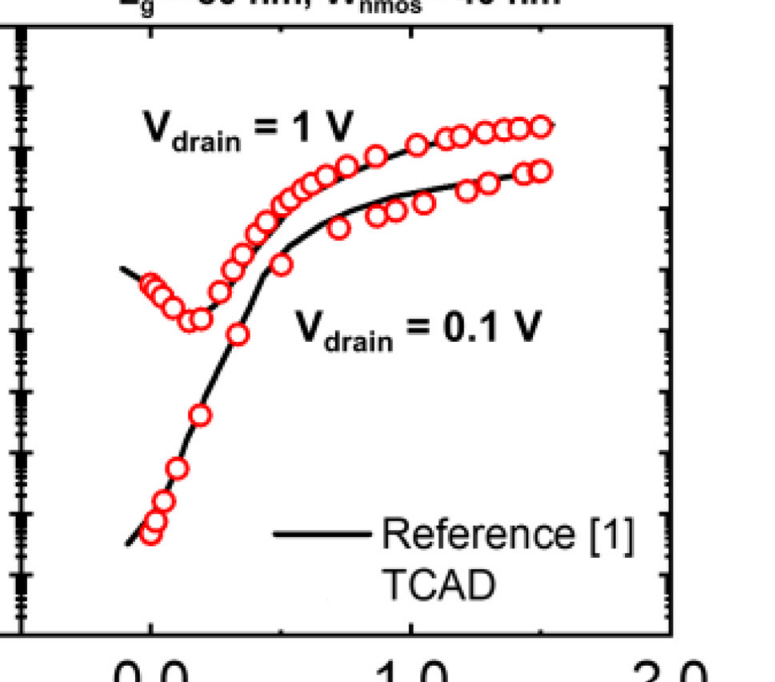 V_drain = 1 V
V_drain = 0.1 V
Reference [1]
TCAD
0.0 1.0 2.0